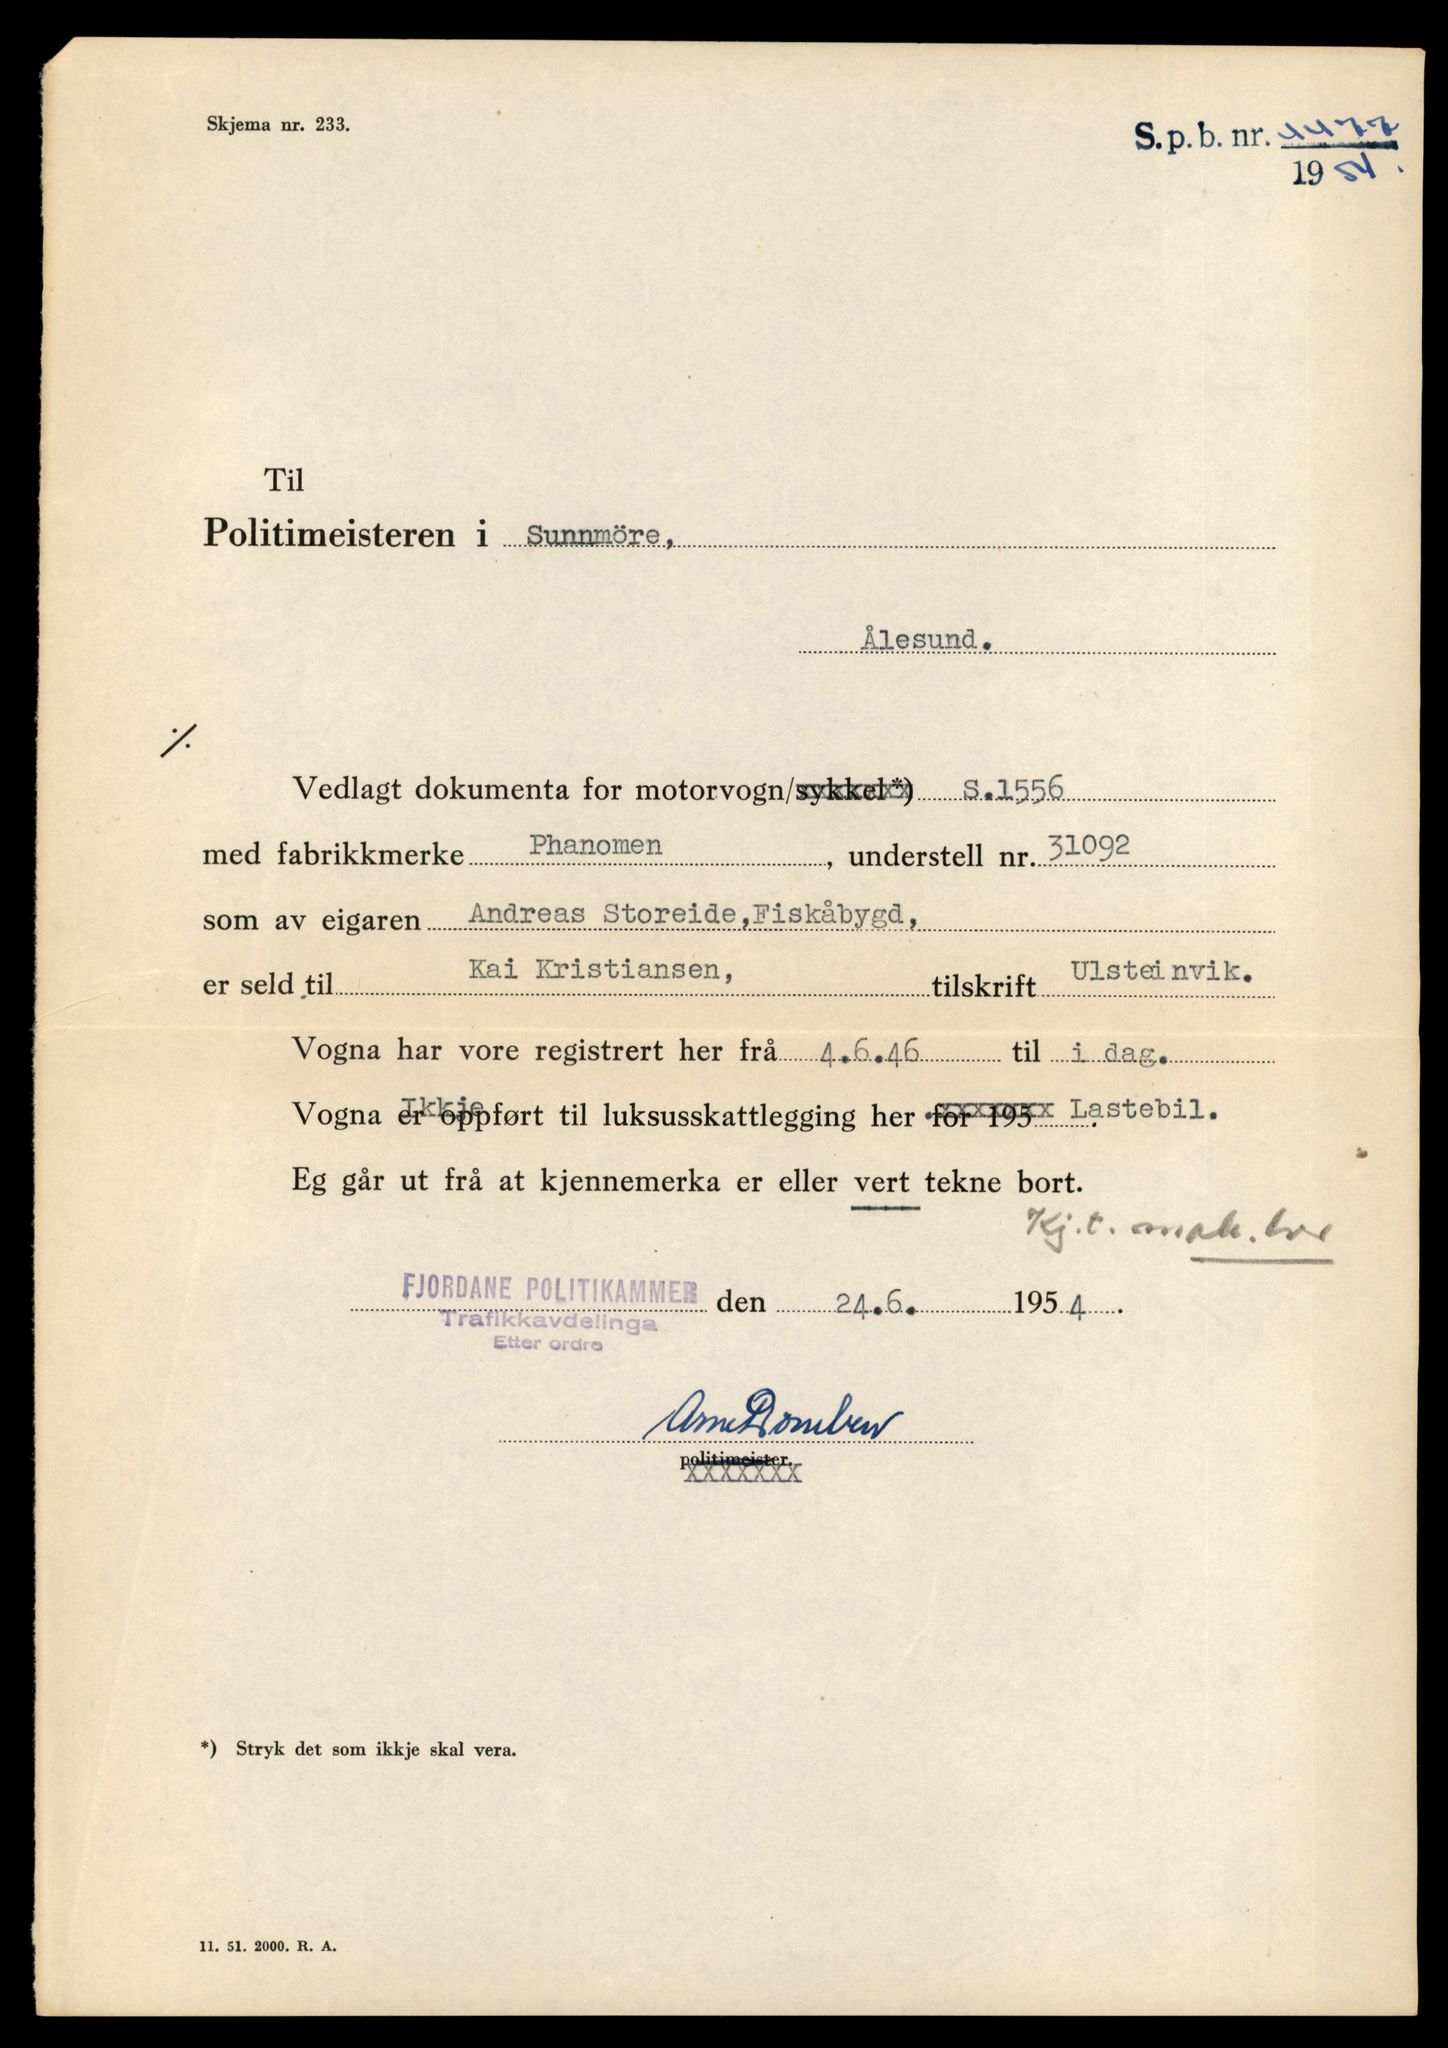 Skjema nr. 233.
S.p.b. nr.
19 54.
Til
Politimeisteren i Sunnmöre,
Ålesund.
./.
Vedlagt dokumenta for motorvogn/sykkel*) S.1556
med fabrikkmerke Phanomen, understell nr. 31092
som av eigaren Andreas Storeide,Fiskåbygd,
er seld til Kai Kristiansen, tilskrift Ulsteinvik.
Vogna har vore registrert her frå 4.6.46 til i dag.
Vogna er Ikkje oppført til luksusskattlegging her for 195 . Lastebil.
Eg går ut frå at kjennemerka er eller vert tekne bort.
Kj.t.
FJORDANE POLITIKAMMER den 24.6. 1954.
Trafikkavdelinga
Etter ordre
Arne
politimeister.
XXXXXXX
*) Stryk det som ikkje skal vera.
11. 51. 2000. R. A.